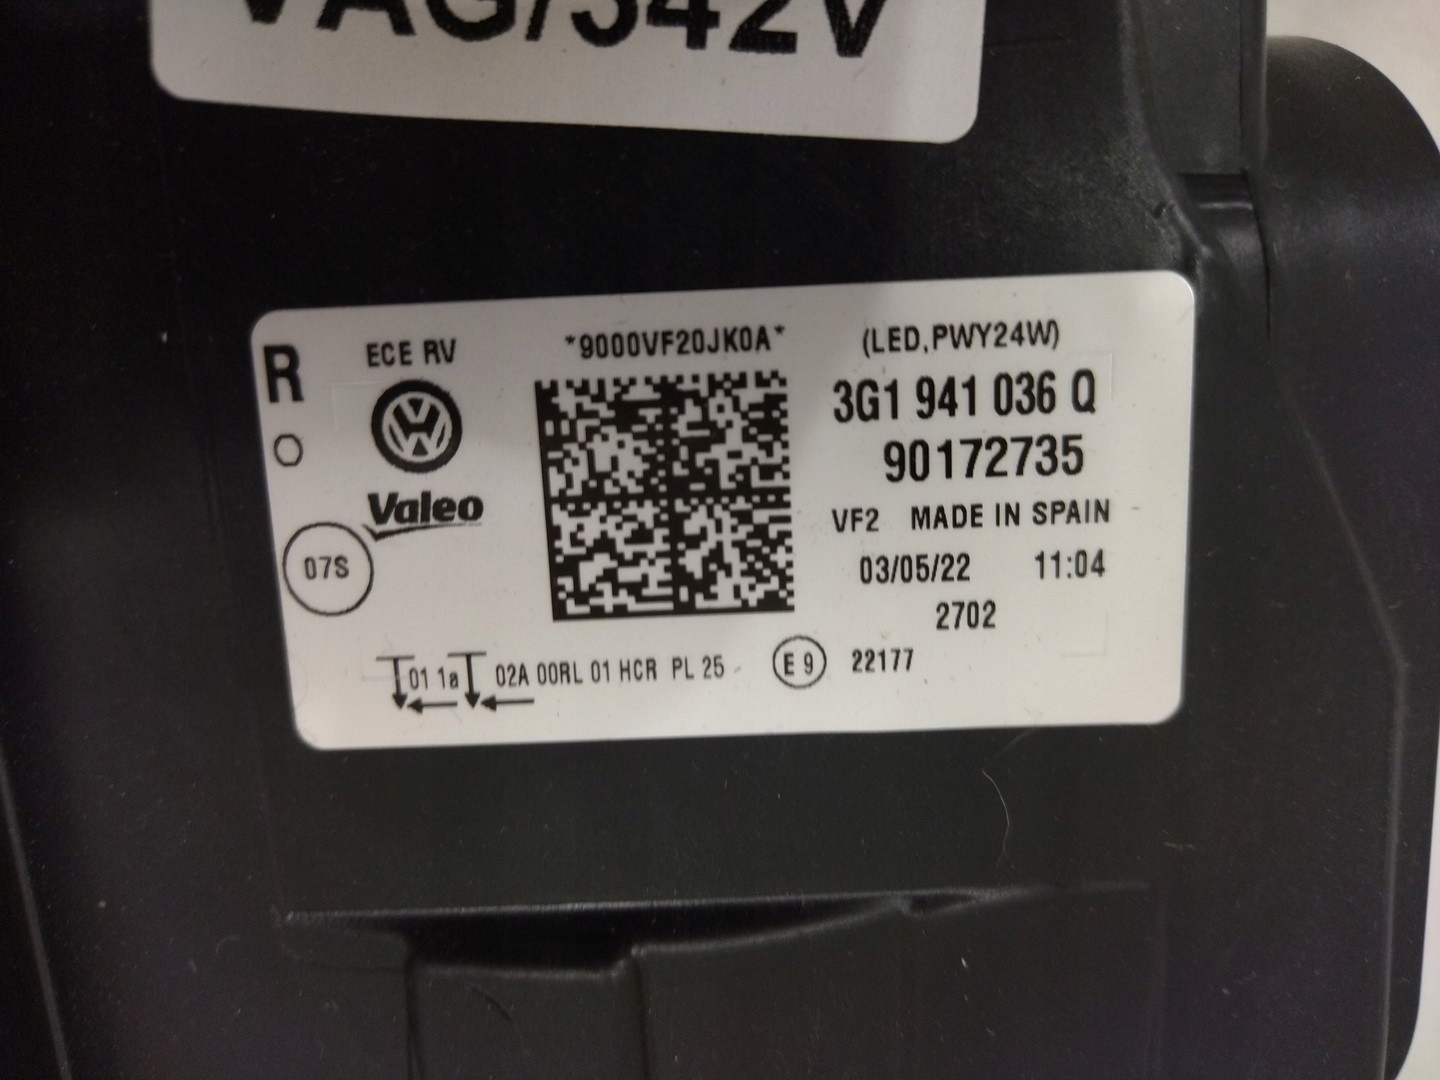 VAG/342V
R
ECE RV
*9000VF20JK0A*
(LED,PWY24W)
3G1 941 036 Q
90172735
Valeo
VF2 MADE IN SPAIN
07S
03/05/22 11:04
2702
01 1a 02A 00RL 01 HCR PL 25 E9 22177